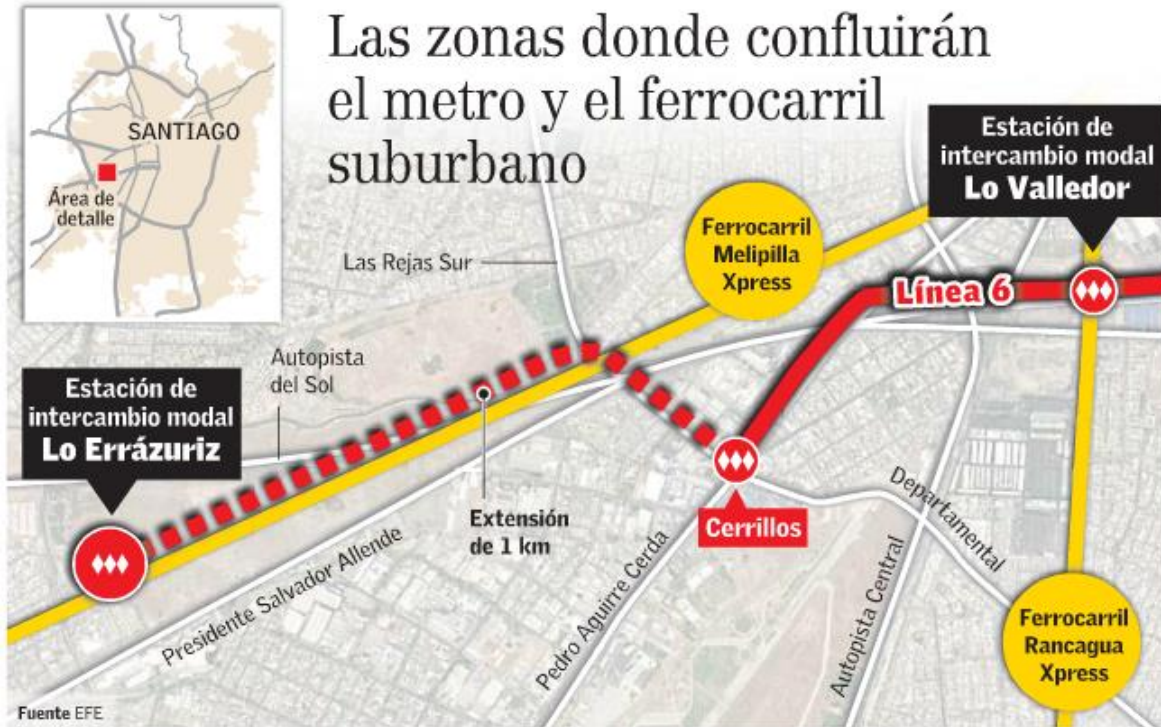 Las zonas donde confluirán
el metro y el ferrocarril
suburbano
SANTIAGO
Área de
detalle
Estación de
intercambio modal
Lo Valledor
Ferrocarril
Melipilla
Xpress
Las Rejas Sur
Línea 6
Autopista
del Sol
Estación de
intercambio modal
Lo Errázuriz
Extensión
de 1 km
Cerrillos
Departamental
Presidente Salvador Allende
Pedro Aguirre Cerda
Autopista Central
Ferrocarril
Rancagua
Xpress
Fuente EFE